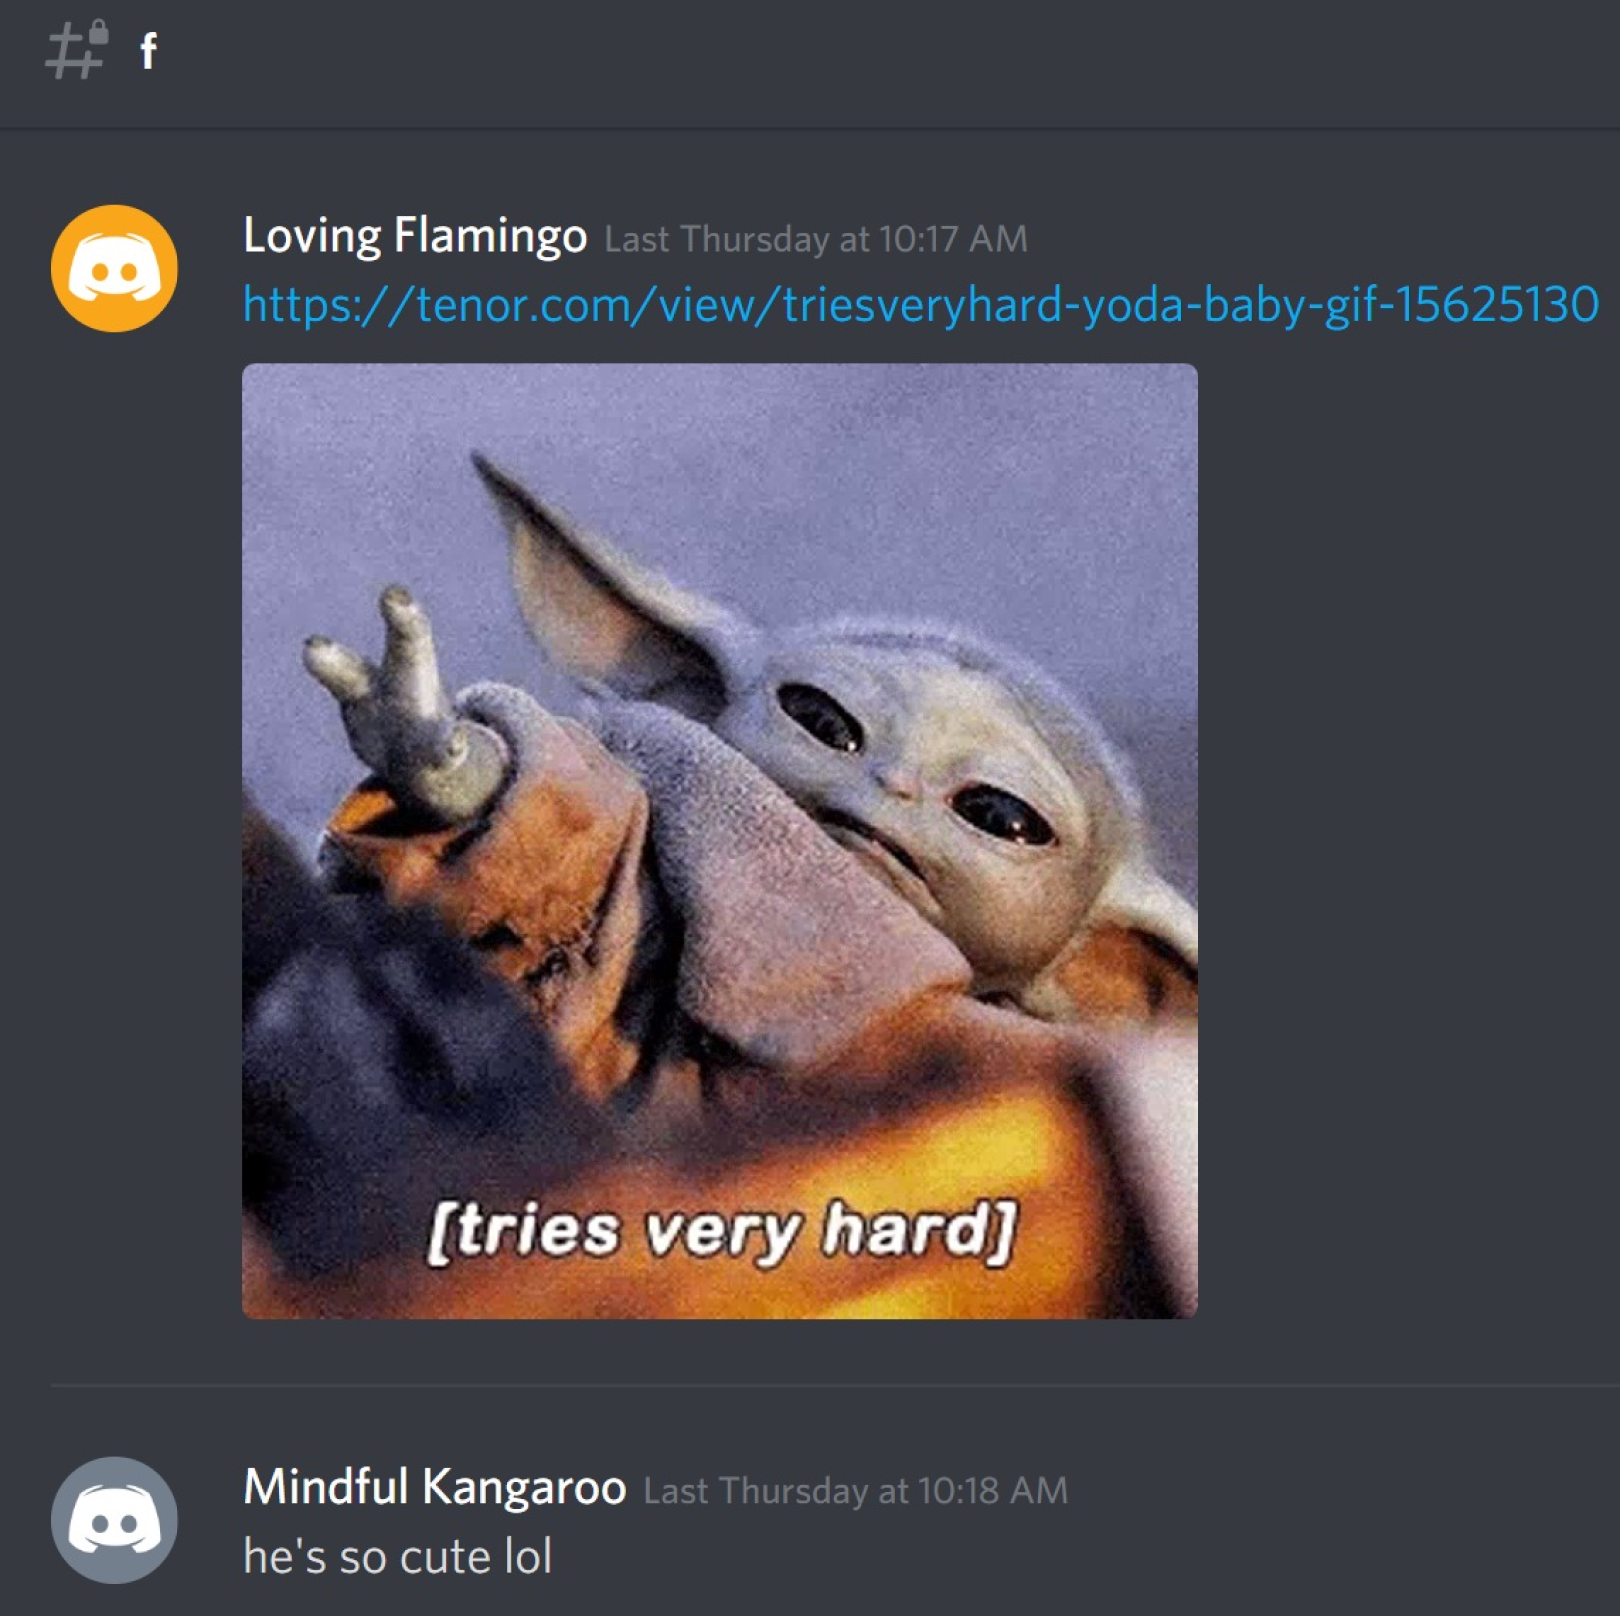 f
Loving Flamingo Last Thursday at 10:17 AM
https://tenor.com/view/triesveryhard-yoda-baby-gif-15625130
[tries very hard]
Mindful Kangaroo Last Thursday at 10:18 AM
he's so cute lol